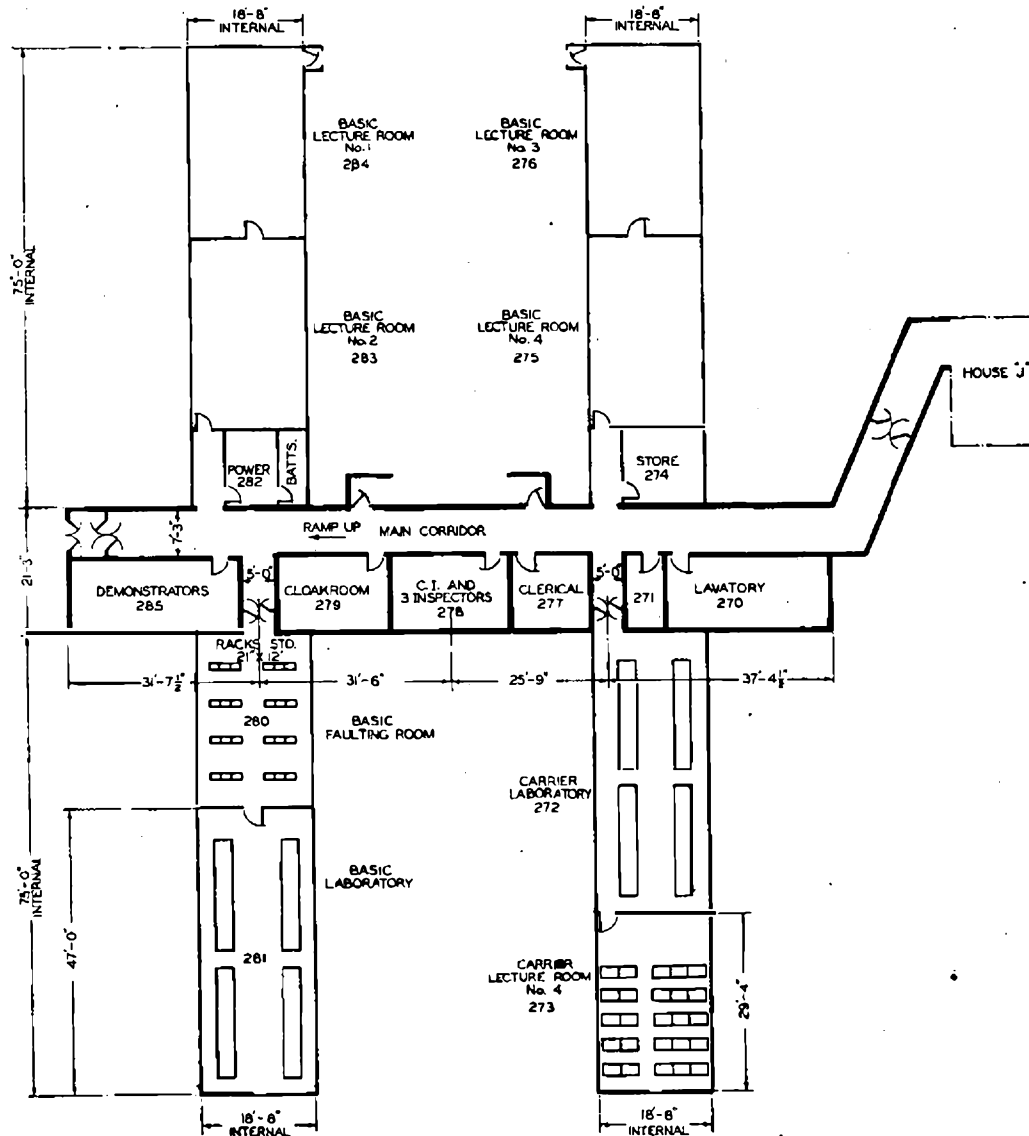 18'-8"
INTERNAL
18'-8"
INTERNAL
BASIC
LECTURE ROOM
No. 1
284
BASIC
LECTURE ROOM
No. 3
276
75'-0"
INTERNAL
BASIC
LECTURE ROOM
No. 2
283
BASIC
LECTURE ROOM
No. 4
275
HOUSE "J"
POWER
282
BATTS.
STORE
274
7'-3"
RAMP UP
MAIN CORRIDOR
21'-3"
DEMONSTRATORS
285
5'-0"
CLOAKROOM
279
C.I. AND
3 INSPECTORS
278
CLERICAL
277
5'-0"
271
LAVATORY
270
RACKS STD.
21" x 12'
31'-7½"
31'-6"
25'-9"
37'-4½"
280
BASIC
FAULTING ROOM
CARRIER
LABORATORY
272
75'-0"
INTERNAL
47'-0"
BASIC
LABORATORY
281
CARRIER
LECTURE ROOM
No. 4
273
29'-4"
18'-8"
INTERNAL
18'-8"
INTERNAL